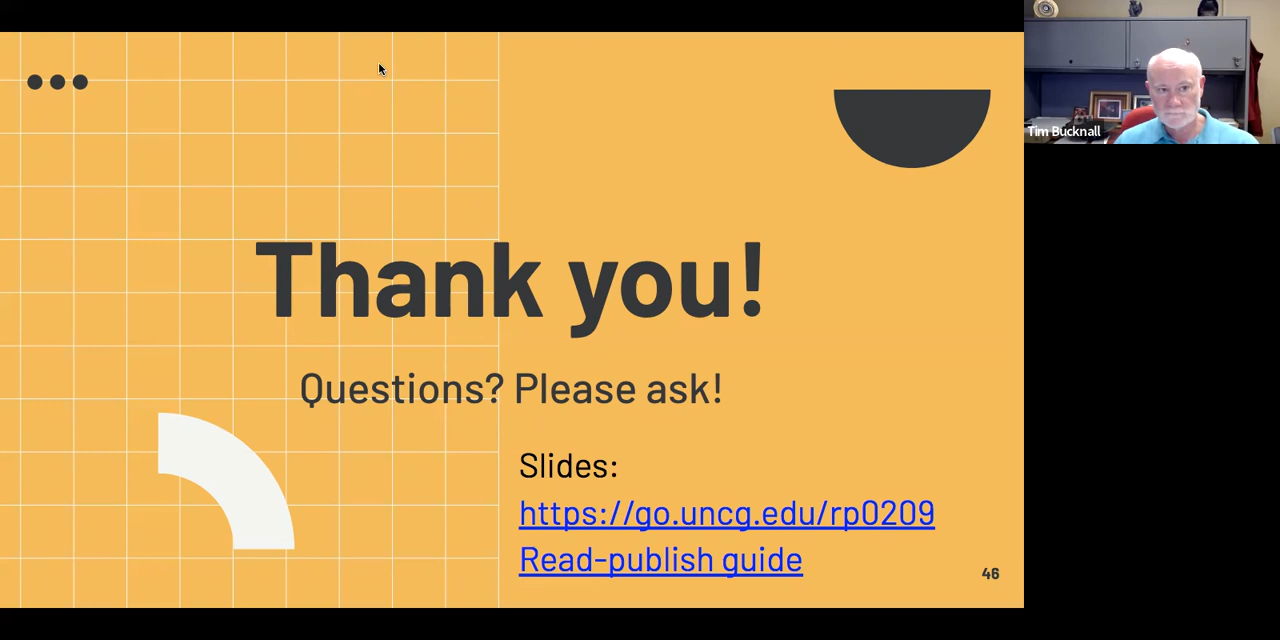 Tim Bucknall
Thank you!
Questions? Please ask!
Slides:
https://go.uncg.edu/rp0209
Read-publish guide
46